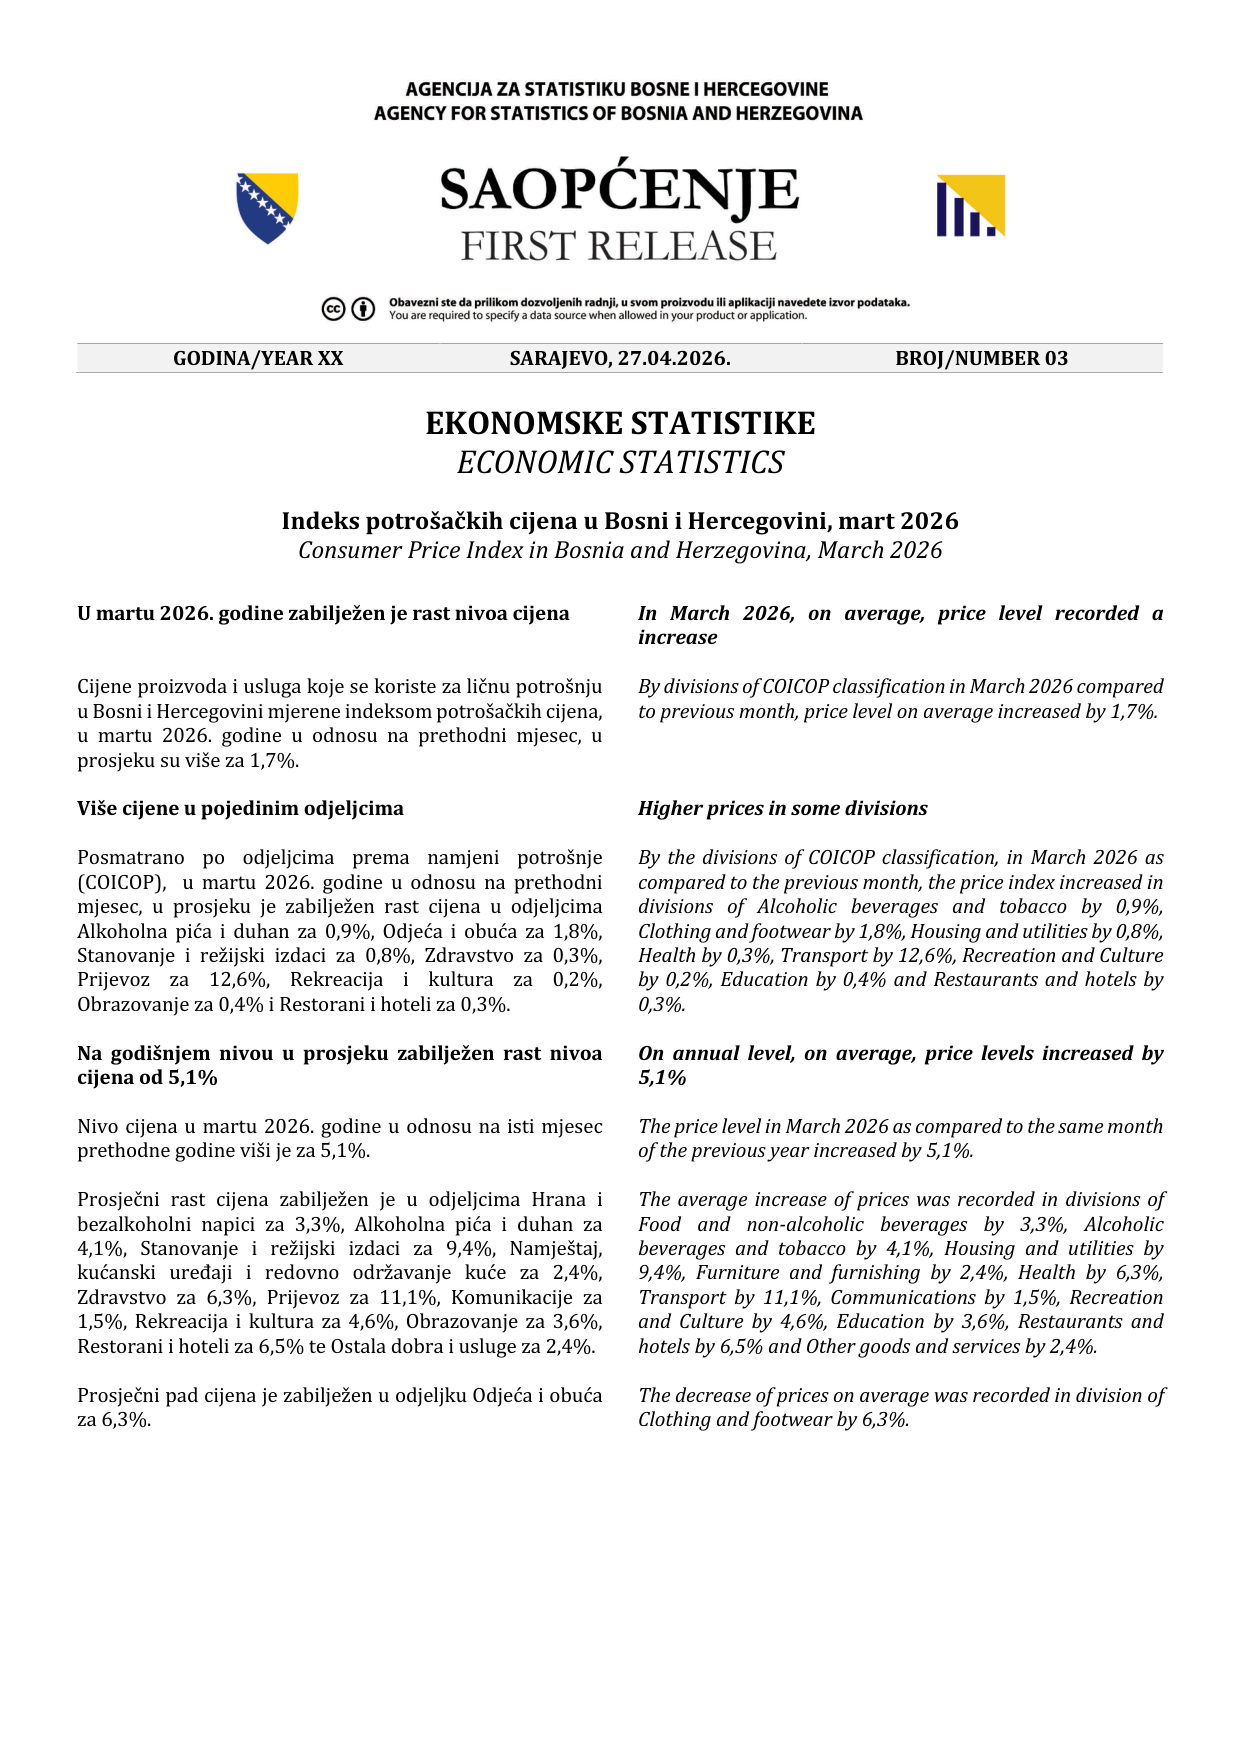 AGENCIJA ZA STATISTIKU BOSNE I HERCEGOVINE
AGENCY FOR STATISTICS OF BOSNIA AND HERZEGOVINA
SAOPĆENJE
FIRST RELEASE
cc
Obavezni ste da prilikom dozvoljenih radnji, u svom proizvodu ili aplikaciji navedete izvor podataka.
You are required to specify a data source when allowed in your product or application.
GODINA/YEAR XX SARAJEVO, 27.04.2026. BROJ/NUMBER 03
EKONOMSKE STATISTIKE
ECONOMIC STATISTICS
Indeks potrošačkih cijena u Bosni i Hercegovini, mart 2026
Consumer Price Index in Bosnia and Herzegovina, March 2026
U martu 2026. godine zabilježen je rast nivoa cijena
Cijene proizvoda i usluga koje se koriste za ličnu potrošnju
u Bosni i Hercegovini mjerene indeksom potrošačkih cijena,
u martu 2026. godine u odnosu na prethodni mjesec, u
prosjeku su više za 1,7%.
Više cijene u pojedinim odjeljcima
Posmatrano po odjeljcima prema namjeni potrošnje
(COICOP), u martu 2026. godine u odnosu na prethodni
mjesec, u prosjeku je zabilježen rast cijena u odjeljcima
Alkoholna pića i duhan za 0,9%, Odjeća i obuća za 1,8%,
Stanovanje i režijski izdaci za 0,8%, Zdravstvo za 0,3%,
Prijevoz za 12,6%, Rekreacija i kultura za 0,2%,
Obrazovanje za 0,4% i Restorani i hoteli za 0,3%.
Na godišnjem nivou u prosjeku zabilježen rast nivoa
cijena od 5,1%
Nivo cijena u martu 2026. godine u odnosu na isti mjesec
prethodne godine viši je za 5,1%.
Prosječni rast cijena zabilježen je u odjeljcima Hrana i
bezalkoholni napici za 3,3%, Alkoholna pića i duhan za
4,1%, Stanovanje i režijski izdaci za 9,4%, Namještaj,
kućanski uređaji i redovno održavanje kuće za 2,4%,
Zdravstvo za 6,3%, Prijevoz za 11,1%, Komunikacije za
1,5%, Rekreacija i kultura za 4,6%, Obrazovanje za 3,6%,
Restorani i hoteli za 6,5% te Ostala dobra i usluge za 2,4%.
Prosječni pad cijena je zabilježen u odjeljku Odjeća i obuća
za 6,3%.
In March 2026, on average, price level recorded a
increase
By divisions of COICOP classification in March 2026 compared
to previous month, price level on average increased by 1,7%.
Higher prices in some divisions
By the divisions of COICOP classification, in March 2026 as
compared to the previous month, the price index increased in
divisions of Alcoholic beverages and tobacco by 0,9%,
Clothing and footwear by 1,8%, Housing and utilities by 0,8%,
Health by 0,3%, Transport by 12,6%, Recreation and Culture
by 0,2%, Education by 0,4% and Restaurants and hotels by
0,3%.
On annual level, on average, price levels increased by
5,1%
The price level in March 2026 as compared to the same month
of the previous year increased by 5,1%.
The average increase of prices was recorded in divisions of
Food and non-alcoholic beverages by 3,3%, Alcoholic
beverages and tobacco by 4,1%, Housing and utilities by
9,4%, Furniture and furnishing by 2,4%, Health by 6,3%,
Transport by 11,1%, Communications by 1,5%, Recreation
and Culture by 4,6%, Education by 3,6%, Restaurants and
hotels by 6,5% and Other goods and services by 2,4%.
The decrease of prices on average was recorded in division of
Clothing and footwear by 6,3%.